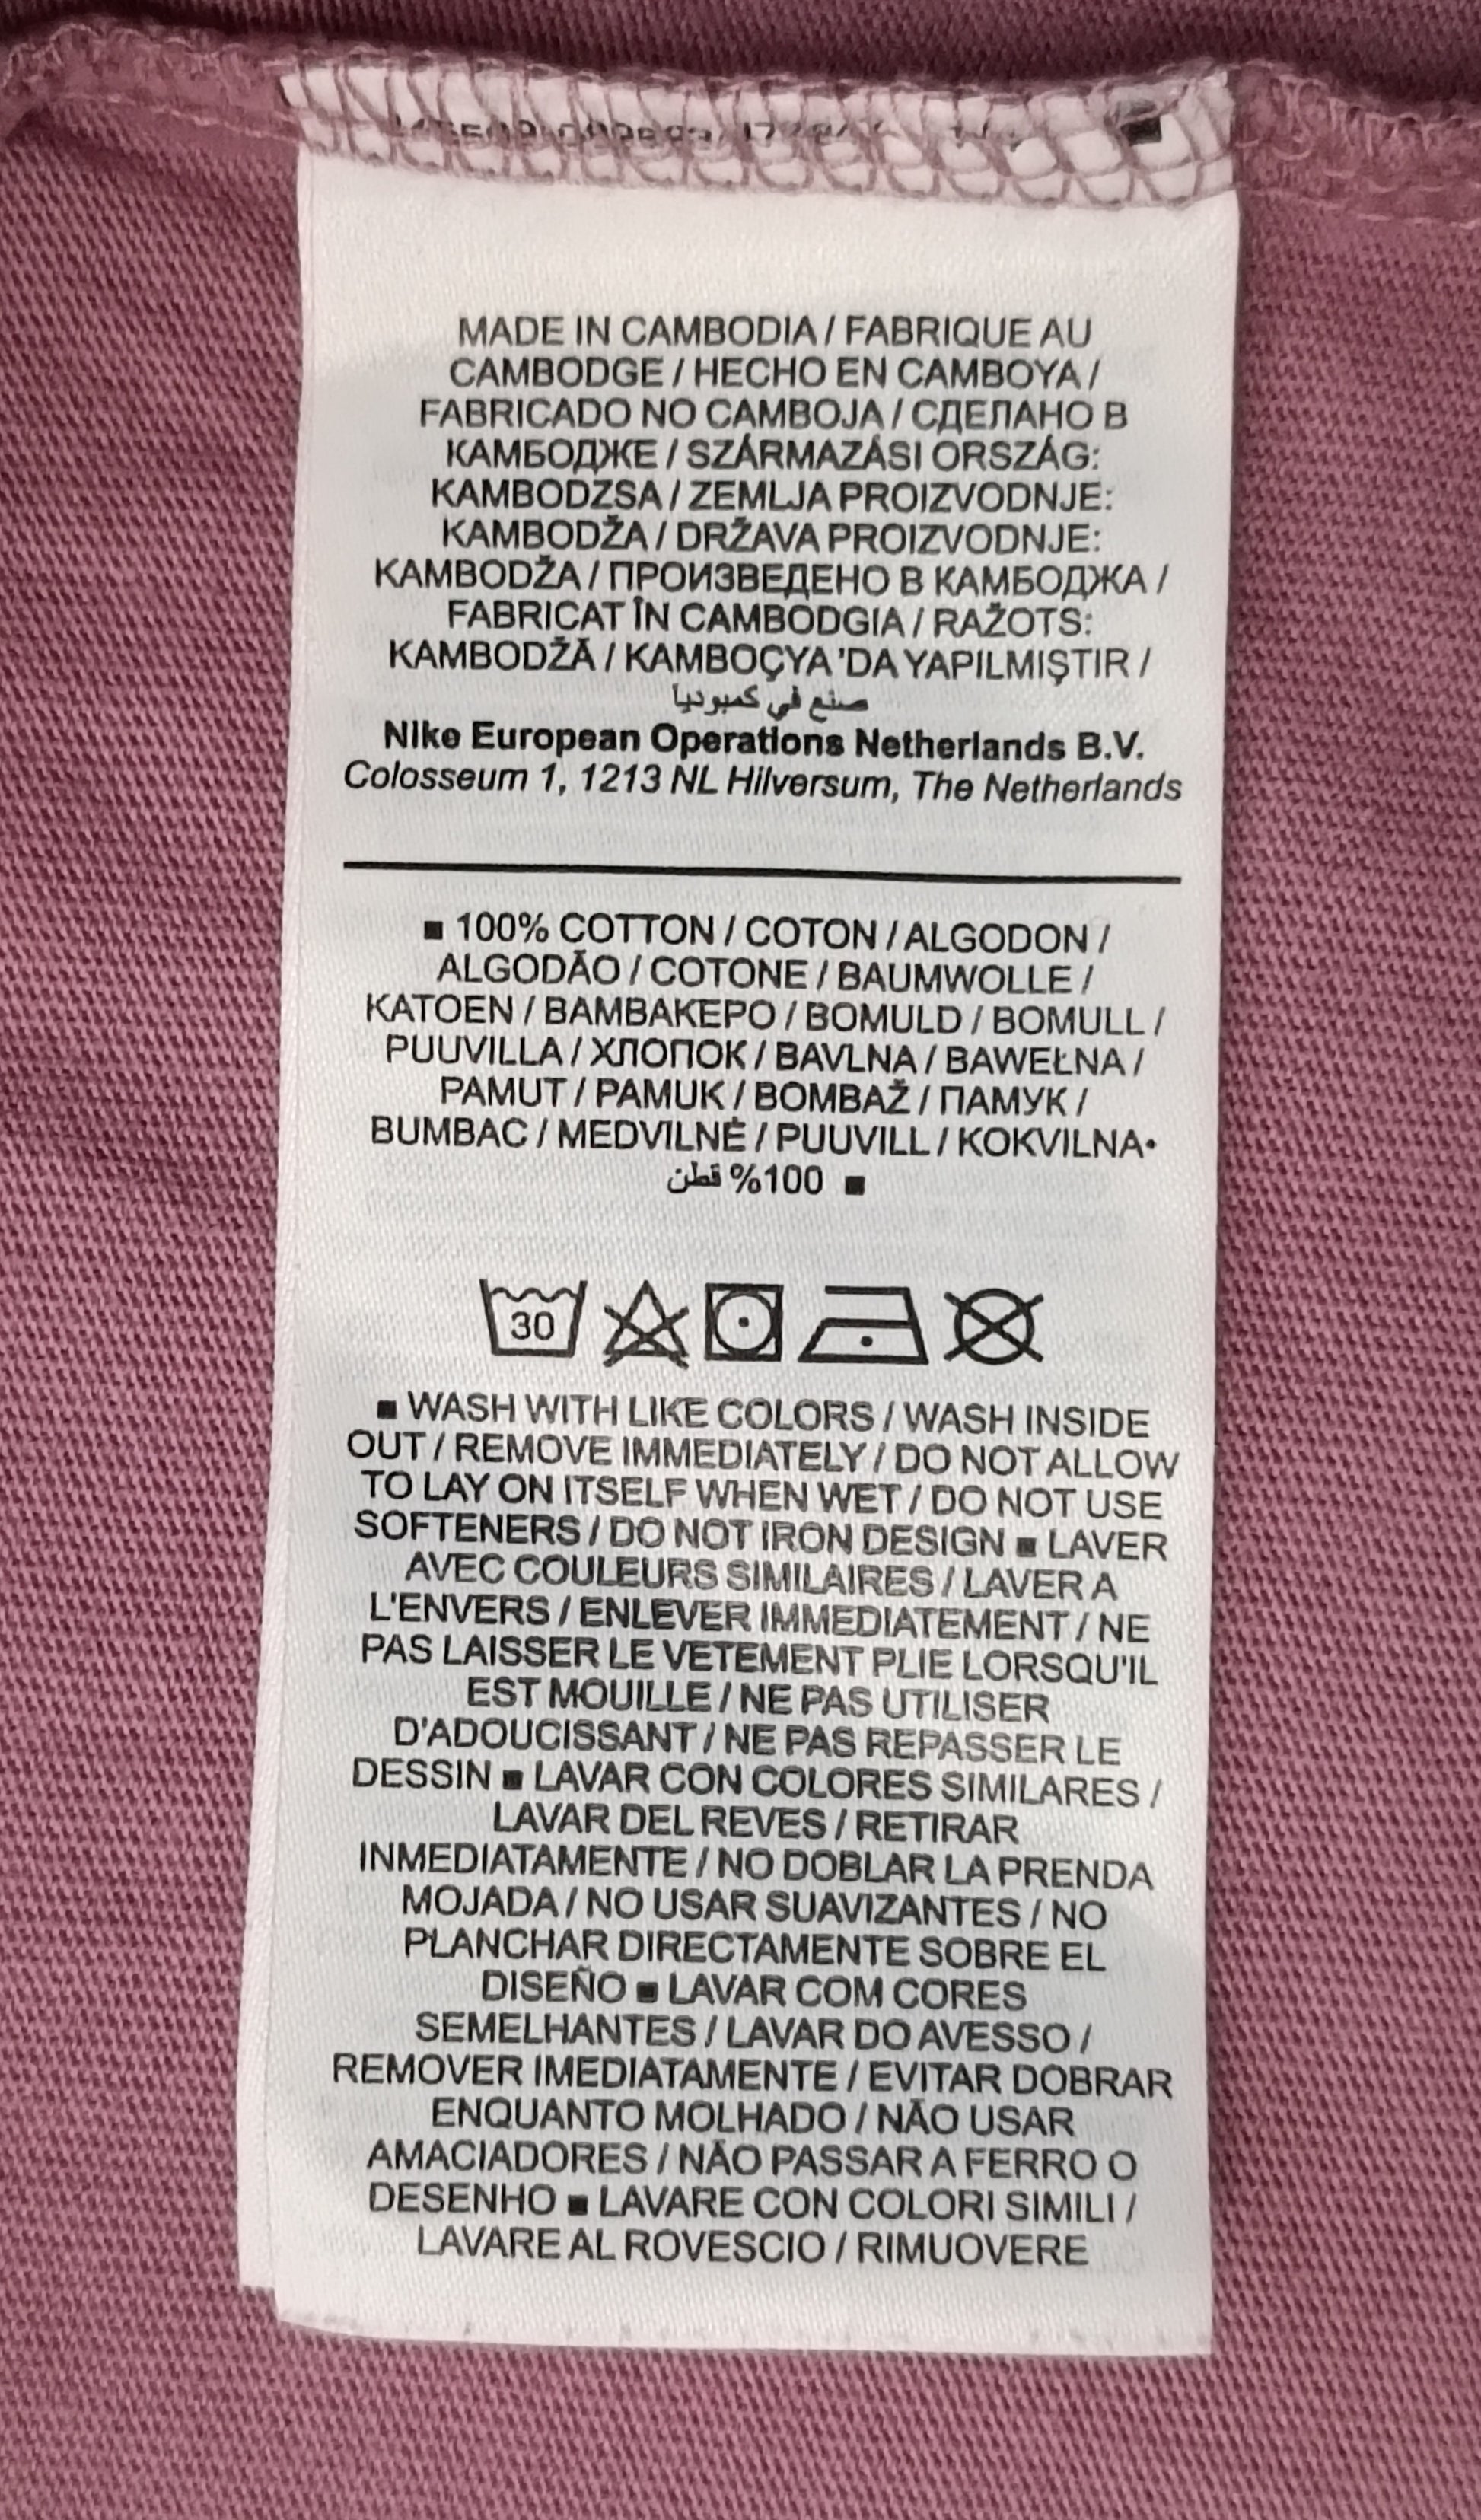 MADE IN CAMBODIA / FABRIQUE AU
CAMBODGE / HECHO EN CAMBOYA /
FABRICADO NO CAMBOJA / СДЕЛАНО В
КАМБОДЖЕ / SZÁRMAZÁSI ORSZÁG:
KAMBODZSA / ZEMLJA PROIZVODNJE:
KAMBODŽA / DRŽAVA PROIZVODNJE:
KAMBODŽA / ПРОИЗВЕДЕНО В КАМБОДЖА /
FABRICAT ÎN CAMBODGIA / RAŽOTS:
KAMBODŽĀ / KAMBOÇYA 'DA YAPILMIŞTIR /
صنع في كمبوديا
Nike European Operations Netherlands B.V.
Colosseum 1, 1213 NL Hilversum, The Netherlands
■ 100% COTTON / COTON / ALGODON /
ALGODÃO / COTONE / BAUMWOLLE /
KATOEN / ΒΑΜΒΑΚΕΡΟ / BOMULD / BOMULL /
PUUVILLA / ХЛОПОК / BAVLNA / BAWEŁNA /
PAMUT / PAMUK / BOMBAŽ / ПАМУК /
BUMBAC / MEDVILNĖ / PUUVILL / KOKVILNA•
■ 100% قطن
30
■ WASH WITH LIKE COLORS / WASH INSIDE
OUT / REMOVE IMMEDIATELY / DO NOT ALLOW
TO LAY ON ITSELF WHEN WET / DO NOT USE
SOFTENERS / DO NOT IRON DESIGN ■ LAVER
AVEC COULEURS SIMILAIRES / LAVER A
L'ENVERS / ENLEVER IMMEDIATEMENT / NE
PAS LAISSER LE VETEMENT PLIE LORSQU'IL
EST MOUILLE / NE PAS UTILISER
D'ADOUCISSANT / NE PAS REPASSER LE
DESSIN ■ LAVAR CON COLORES SIMILARES /
LAVAR DEL REVES / RETIRAR
INMEDIATAMENTE / NO DOBLAR LA PRENDA
MOJADA / NO USAR SUAVIZANTES / NO
PLANCHAR DIRECTAMENTE SOBRE EL
DISEÑO ■ LAVAR COM CORES
SEMELHANTES / LAVAR DO AVESSO /
REMOVER IMEDIATAMENTE / EVITAR DOBRAR
ENQUANTO MOLHADO / NÃO USAR
AMACIADORES / NÃO PASSAR A FERRO O
DESENHO ■ LAVARE CON COLORI SIMILI /
LAVARE AL ROVESCIO / RIMUOVERE